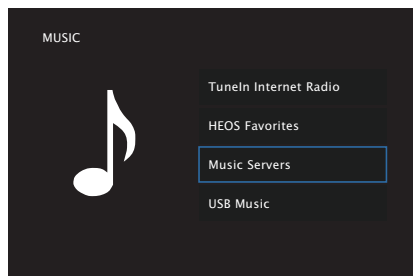 MUSIC
TuneIn Internet Radio
HEOS Favorites
Music Servers
USB Music